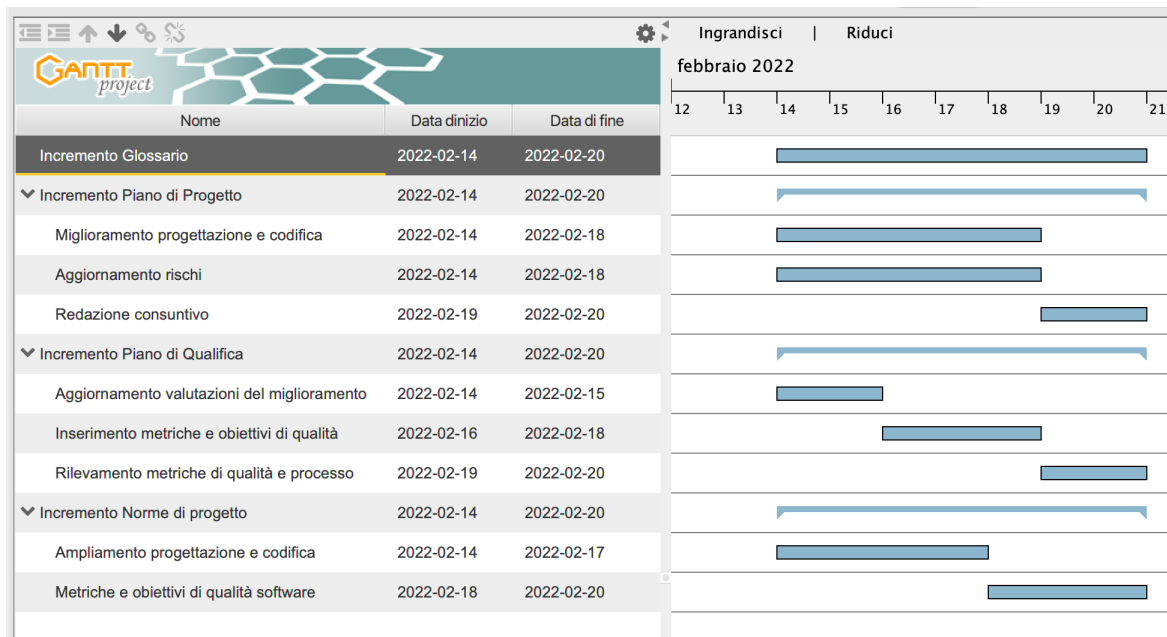 Ingrandisci | Riduci
GANTT
project
febbraio 2022
12 13 14 15 16 17 18 19 20 21
Nome Data dinizio Data di fine
Incremento Glossario 2022-02-14 2022-02-20
Incremento Piano di Progetto 2022-02-14 2022-02-20
Miglioramento progettazione e codifica 2022-02-14 2022-02-18
Aggiornamento rischi 2022-02-14 2022-02-18
Redazione consuntivo 2022-02-19 2022-02-20
Incremento Piano di Qualifica 2022-02-14 2022-02-20
Aggiornamento valutazioni del miglioramento 2022-02-14 2022-02-15
Inserimento metriche e obiettivi di qualità 2022-02-16 2022-02-18
Rilevamento metriche di qualità e processo 2022-02-19 2022-02-20
Incremento Norme di progetto 2022-02-14 2022-02-20
Ampliamento progettazione e codifica 2022-02-14 2022-02-17
Metriche e obiettivi di qualità software 2022-02-18 2022-02-20